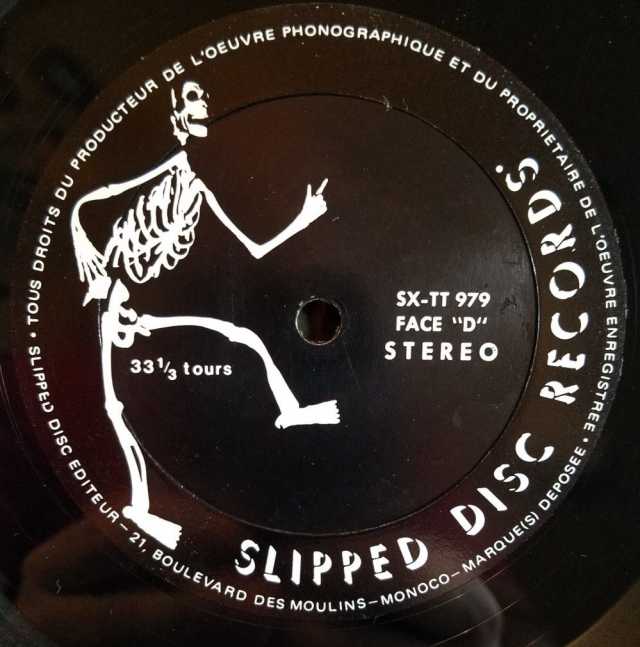 • TOUS DROITS DU PRODUCTEUR DE L'OEUVRE PHONOGRAPHIQUE ET DU PROPRIETAIRE DE L'OEUVRE ENREGISTREE •
SLIPPED DISC EDITEUR – 21, BOULEVARD DES MOULINS – MONOCO – MARQUE(S) DEPOSEE
SX-TT 979
FACE "D"
STEREO
33 1/3 tours
SLIPPED DISC RECORDS.